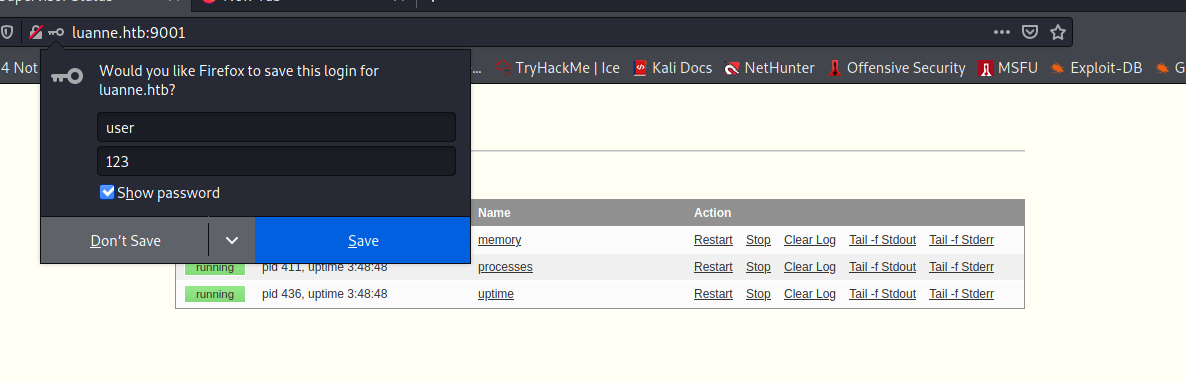 New Tab
luanne.htb:9001
4 Not
... TryHackMe | Ice Kali Docs NetHunter Offensive Security MSFU Exploit-DB G
Would you like Firefox to save this login for
luanne.htb?
user
123
Show password
Don't Save Save
Name Action
memory Restart Stop Clear Log Tail -f Stdout Tail -f Stderr
running pid 411, uptime 3:48:48 processes Restart Stop Clear Log Tail -f Stdout Tail -f Stderr
running pid 436, uptime 3:48:48 uptime Restart Stop Clear Log Tail -f Stdout Tail -f Stderr